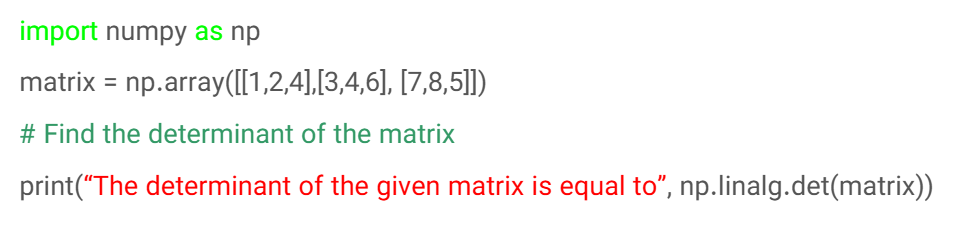 import numpy as np
matrix = np.array([[1,2,4],[3,4,6], [7,8,5]])
# Find the determinant of the matrix
print(“The determinant of the given matrix is equal to”, np.linalg.det(matrix))